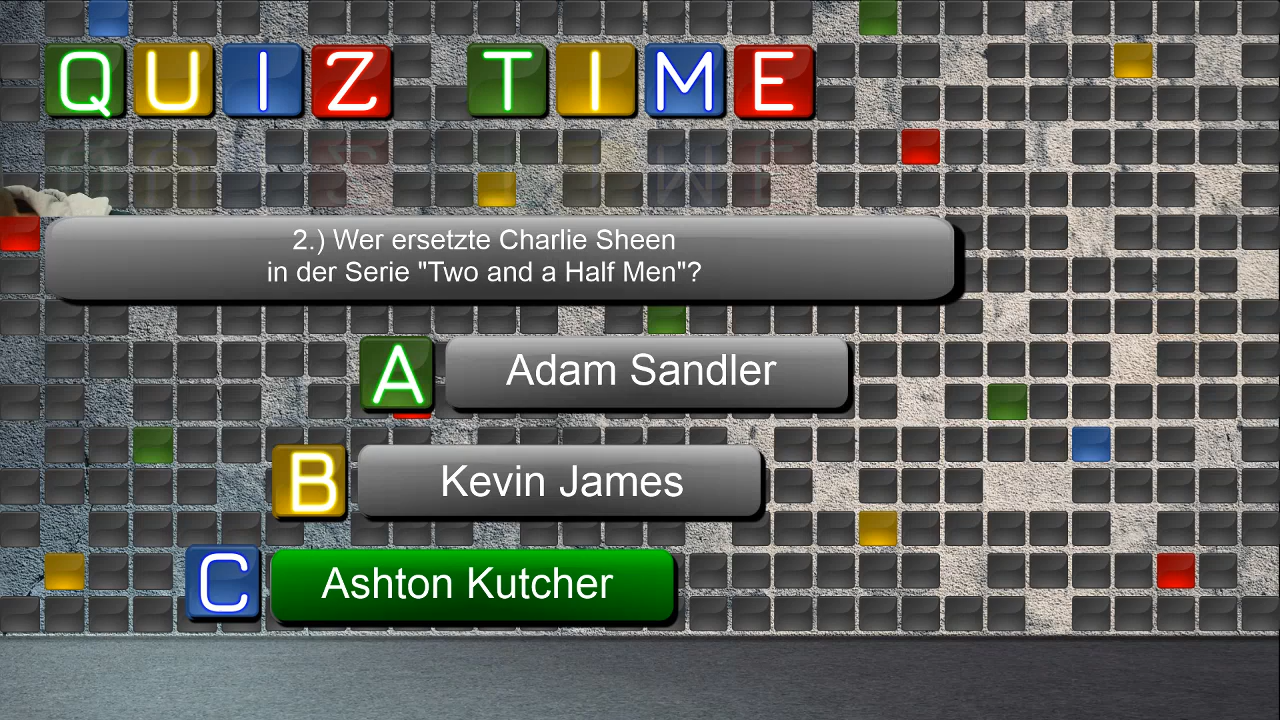 QUIZ TIME
2.) Wer ersetzte Charlie Sheen
in der Serie "Two and a Half Men"?
A Adam Sandler
B Kevin James
C Ashton Kutcher